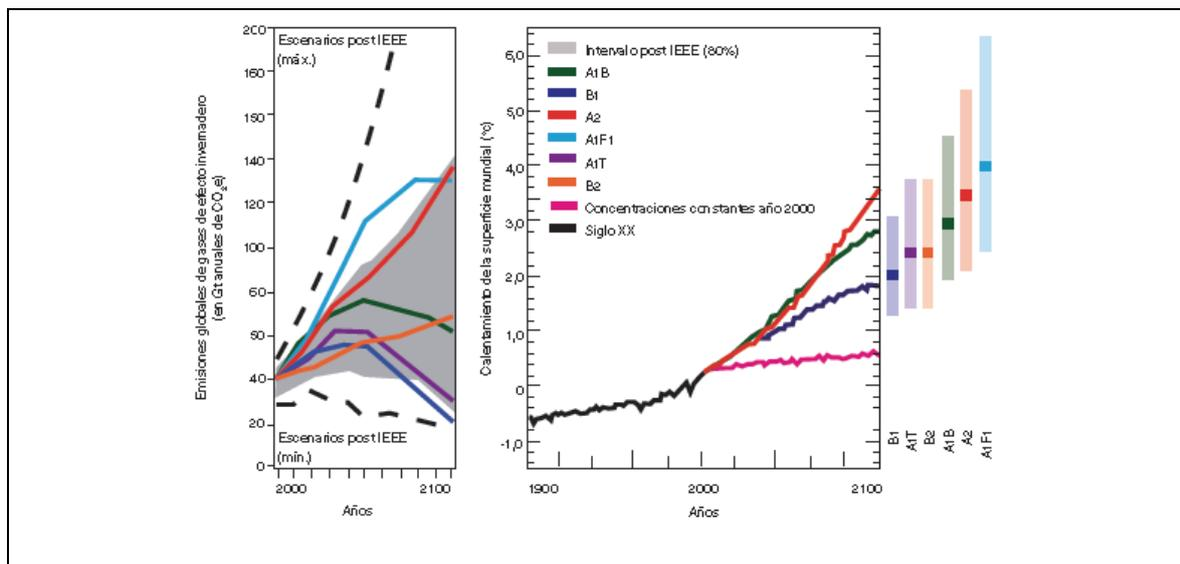 Emisiones globales de gases de efecto invernadero
(en Gt anuales de CO₂e)
200
160
150
140
120
100
60
50
40
20
0
Escenarios post IEEE
(máx.)
Escenarios post IEEE
(mín.)
2000
2100
Años
Calentamiento de la superficie mundial (°c)
6,0
5,0
4,0
3,0
2,0
1,0
0
-1,0
Intervalo post IEEE (80%)
A1B
B1
A2
A1F1
A1T
B2
Concentraciones constantes año 2000
Siglo XX
1900
2000
2100
Años
B1
A1T
B2
A1B
A2
A1F1